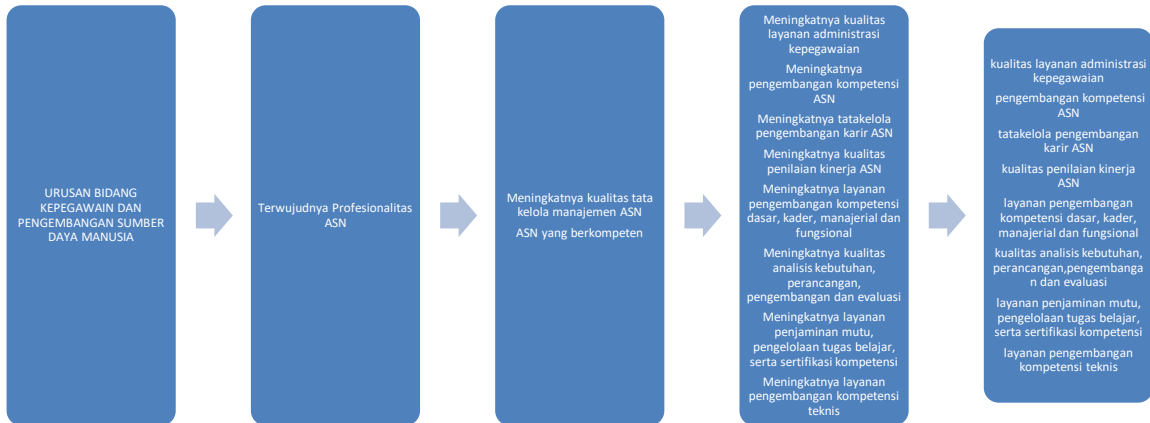 URUSAN BIDANG
KEPEGAWAIN DAN
PENGEMBANGAN SUMBER
DAYA MANUSIA
Terwujudnya Profesionalitas
ASN
Meningkatnya kualitas tata
kelola manajemen ASN
ASN yang berkompeten
Meningkatnya kualitas
layanan administrasi
kepegawaian
Meningkatnya
pengembangan kompetensi
ASN
Meningkatnya tatakelola
pengembangan karir ASN
Meningkatnya kualitas
penilaian kinerja ASN
Meningkatnya layanan
pengembangan kompetensi
dasar, kader, manajerial dan
fungsional
Meningkatnya kualitas
analisis kebutuhan,
perancangan,
pengembangan dan evaluasi
Meningkatnya layanan
penjaminan mutu,
pengelolaan tugas belajar,
serta sertifikasi kompetensi
Meningkatnya layanan
pengembangan kompetensi
teknis
kualitas layanan administrasi
kepegawaian
pengembangan kompetensi
ASN
tatakelola pengembangan
karir ASN
kualitas penilaian kinerja
ASN
layanan pengembangan
kompetensi dasar, kader,
manajerial dan fungsional
kualitas analisis kebutuhan,
perancangan,pengembanga
n dan evaluasi
layanan penjaminan mutu,
pengelolaan tugas belajar,
serta sertifikasi kompetensi
layanan pengembangan
kompetensi teknis